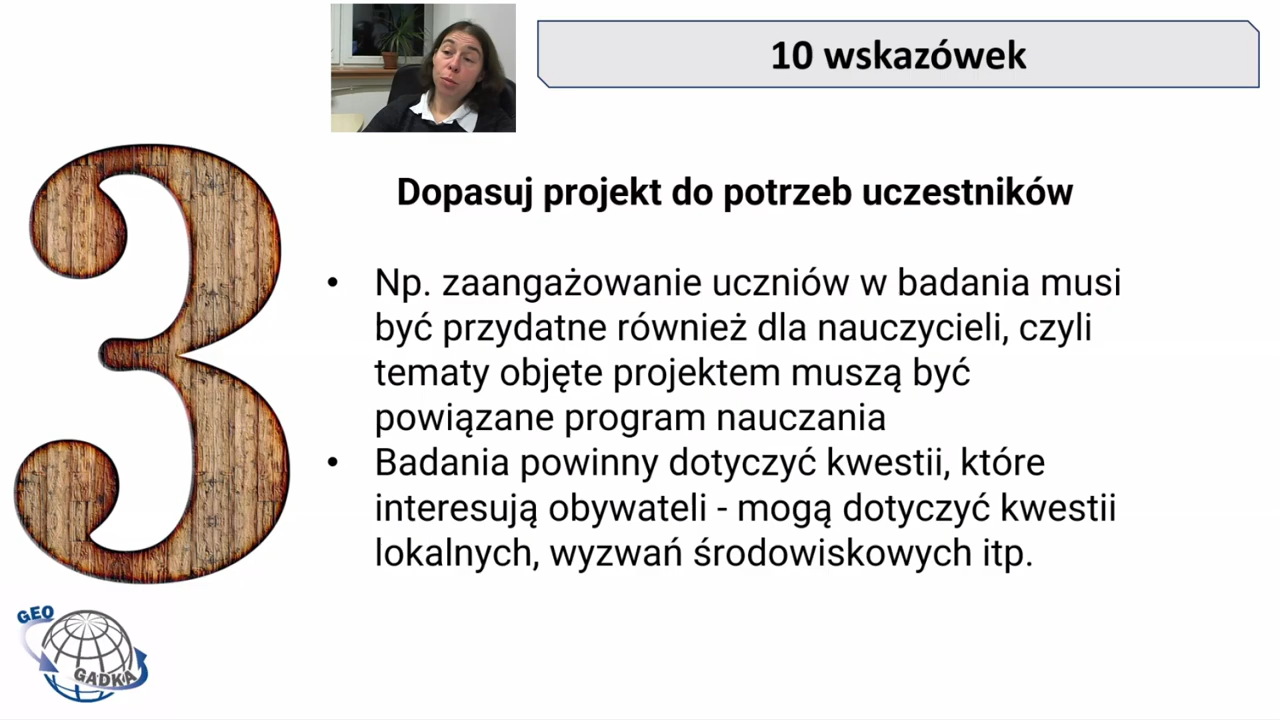 10 wskazówek
3
Dopasuj projekt do potrzeb uczestników
• Np. zaangażowanie uczniów w badania musi
być przydatne również dla nauczycieli, czyli
tematy objęte projektem muszą być
powiązane program nauczania
• Badania powinny dotyczyć kwestii, które
interesują obywateli - mogą dotyczyć kwestii
lokalnych, wyzwań środowiskowych itp.
GEO
GADKA